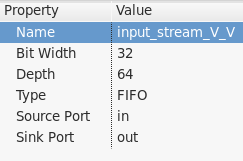 Property Value
Name input_stream_V_V
Bit Width 32
Depth 64
Type FIFO
Source Port in
Sink Port out